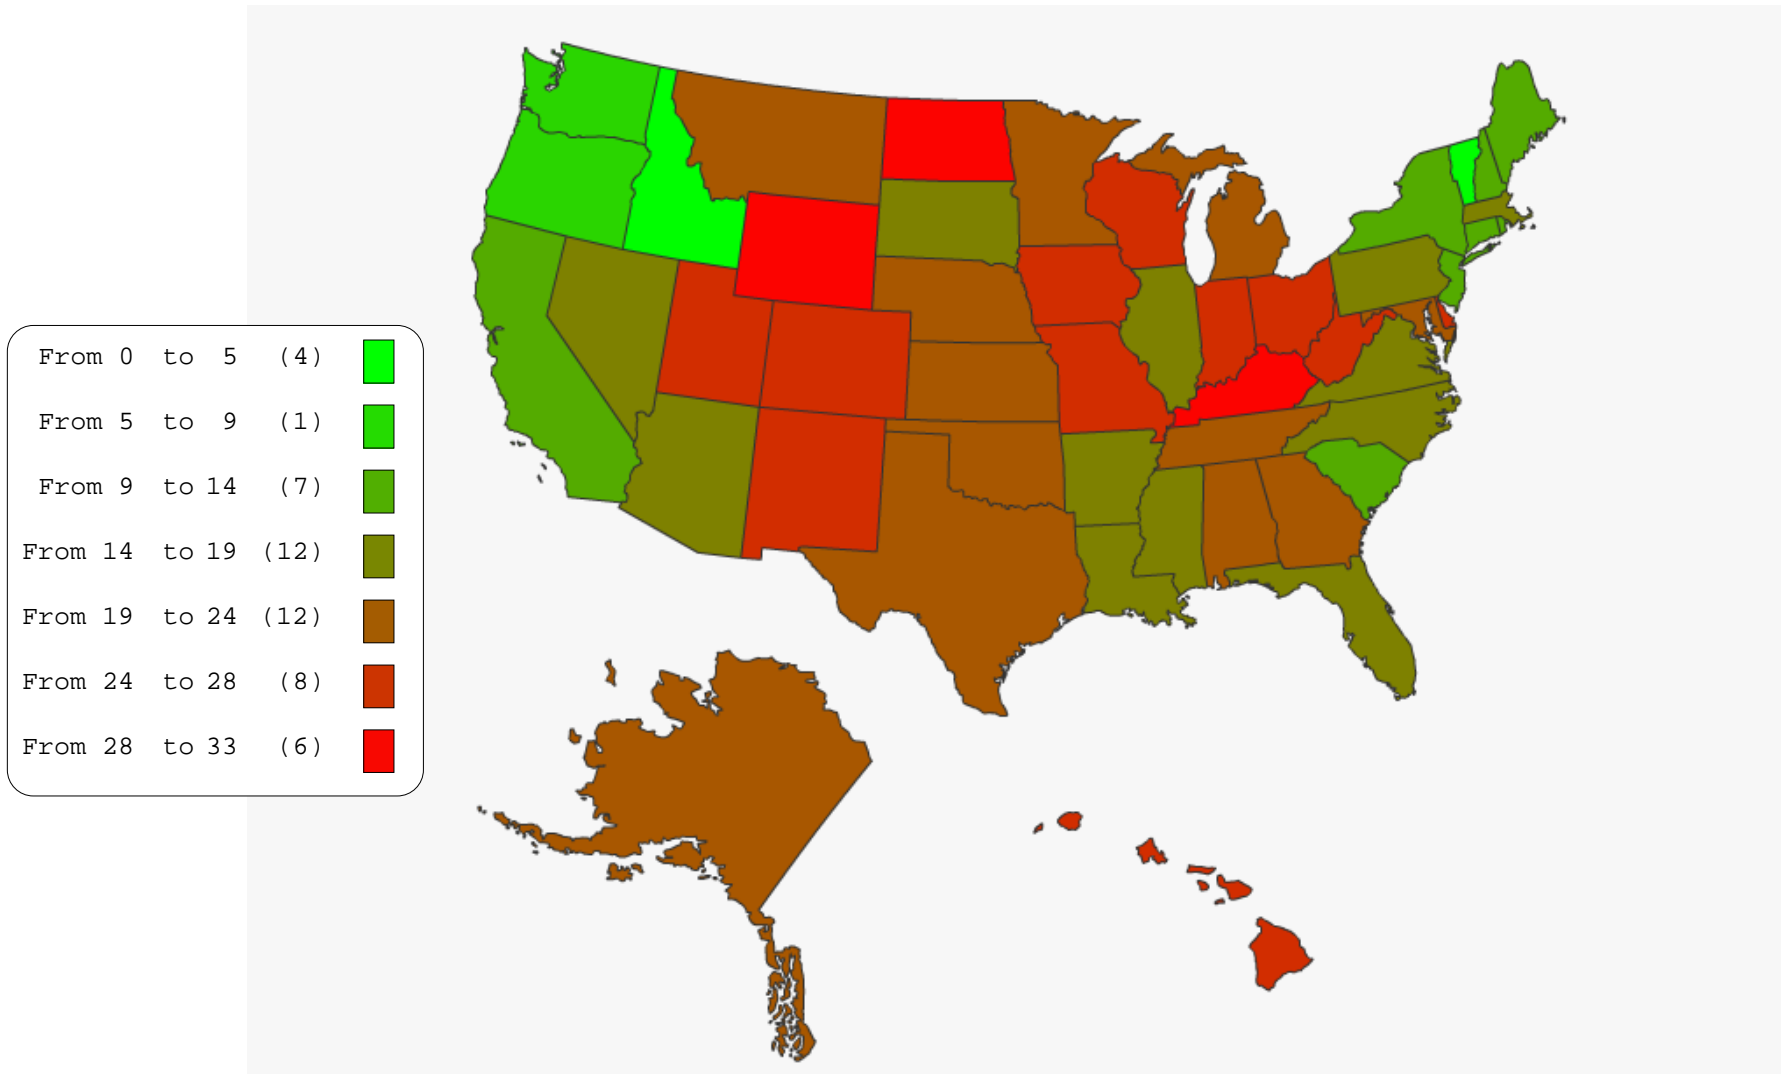 From 0 to 5 (4)
From 5 to 9 (1)
From 9 to 14 (7)
From 14 to 19 (12)
From 19 to 24 (12)
From 24 to 28 (8)
From 28 to 33 (6)